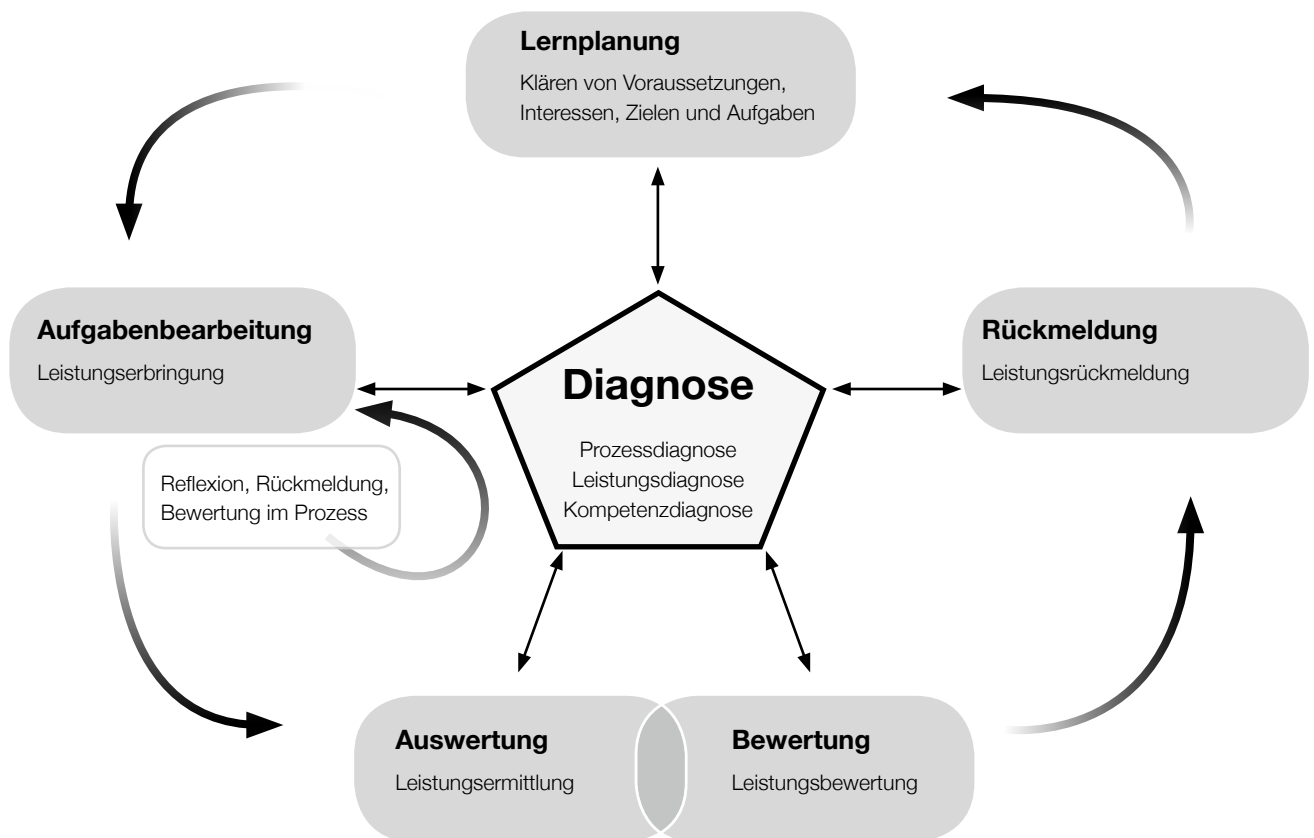 Lernplanung
Klären von Voraussetzungen,
Interessen, Zielen und Aufgaben
Aufgabenbearbeitung
Leistungserbringung
Reflexion, Rückmeldung,
Bewertung im Prozess
Diagnose
Prozessdiagnose
Leistungsdiagnose
Kompetenzdiagnose
Rückmeldung
Leistungsrückmeldung
Auswertung
Leistungsermittlung
Bewertung
Leistungsbewertung